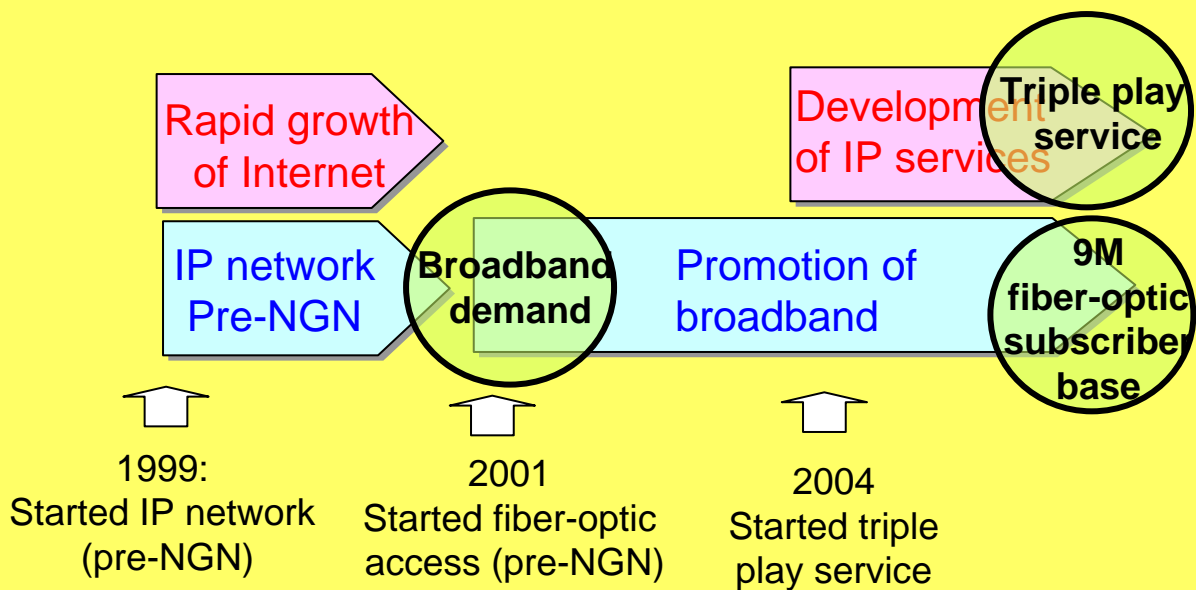 Rapid growth
of Internet
Development
of IP services
Triple play
service
IP network
Pre-NGN
Broadband
demand
Promotion of
broadband
9M
fiber-optic
subscriber
base
1999:
Started IP network
(pre-NGN)
2001
Started fiber-optic
access (pre-NGN)
2004
Started triple
play service